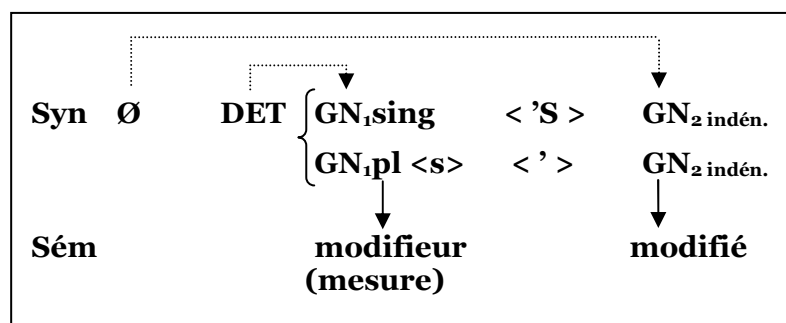 Syn Ø DET GN₁sing < ’S > GN₂ indén.
GN₁pl <s> < ’ > GN₂ indén.
Sém modifieur modifié
(mesure)